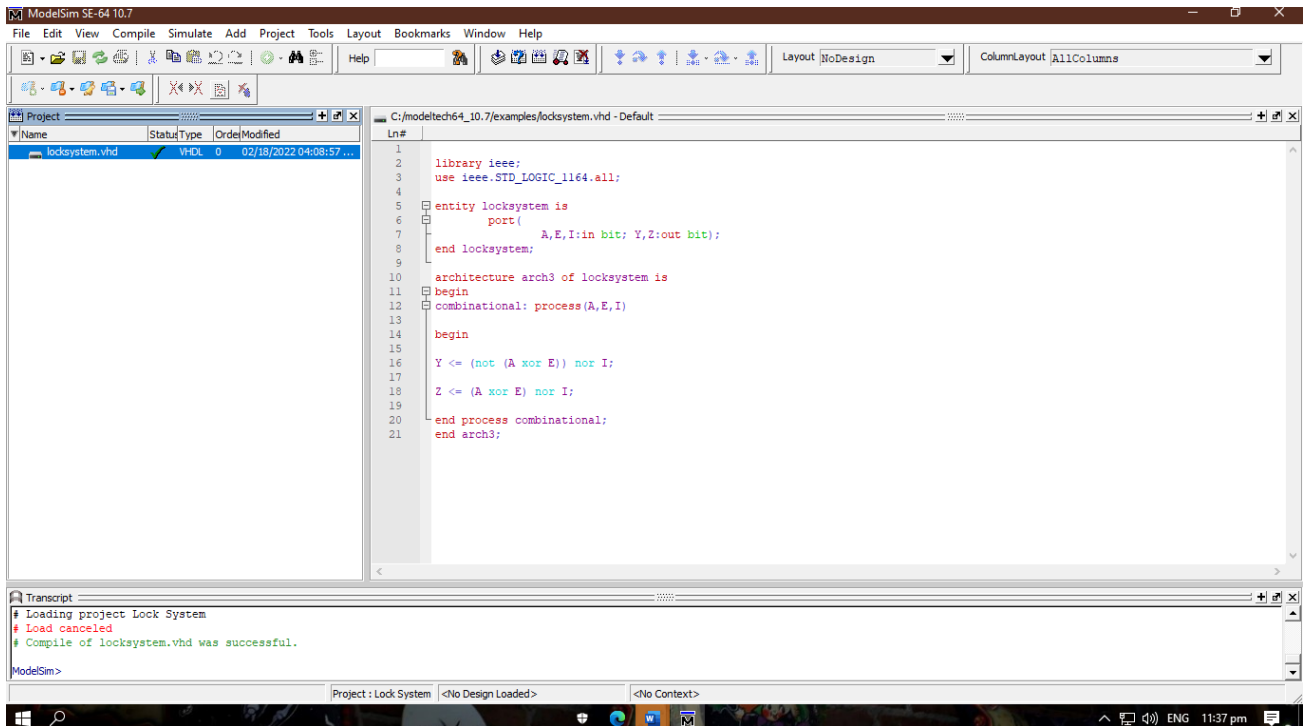 ModelSim SE-64 10.7
File Edit View Compile Simulate Add Project Tools Layout Bookmarks Window Help
Help
Layout NoDesign
ColumnLayout AllColumns
Project
C:/modeltech64_10.7/examples/locksystem.vhd - Default
Name Status Type Order Modified
Ln#
locksystem.vhd VHDL 0 02/18/2022 04:08:57 ...
1
2 library ieee;
3 use ieee.STD_LOGIC_1164.all;
4
5 entity locksystem is
6 port(
7 A,E,I:in bit; Y,Z:out bit);
8 end locksystem;
9
10 architecture arch3 of locksystem is
11 begin
12 combinational: process(A,E,I)
13
14 begin
15
16 Y <= (not (A xor E)) nor I;
17
18 Z <= (A xor E) nor I;
19
20 end process combinational;
21 end arch3;
Transcript
# Loading project Lock System
# Load canceled
# Compile of locksystem.vhd was successful.
ModelSim>
Project : Lock System <No Design Loaded> <No Context>
ENG 11:37 pm